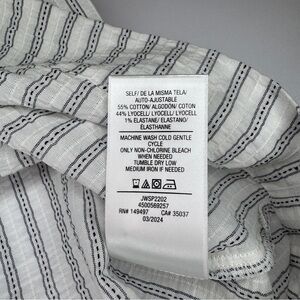 SELF/ DE LA MISMA TELA/
AUTO-AJUSTABLE
55% COTTON/ ALGODÓN/ COTON
44% LYOCELL/ LYOCELL/ LYOCELL
1% ELASTANE/ ELASTANO/
ÉLASTHANNE
MACHINE WASH COLD GENTLE
CYCLE
ONLY NON-CHLORINE BLEACH
WHEN NEEDED
TUMBLE DRY LOW
MEDIUM IRON IF NEEDED
JWSP2202
4500569257
RN# 149497 CA# 35037
03/2024